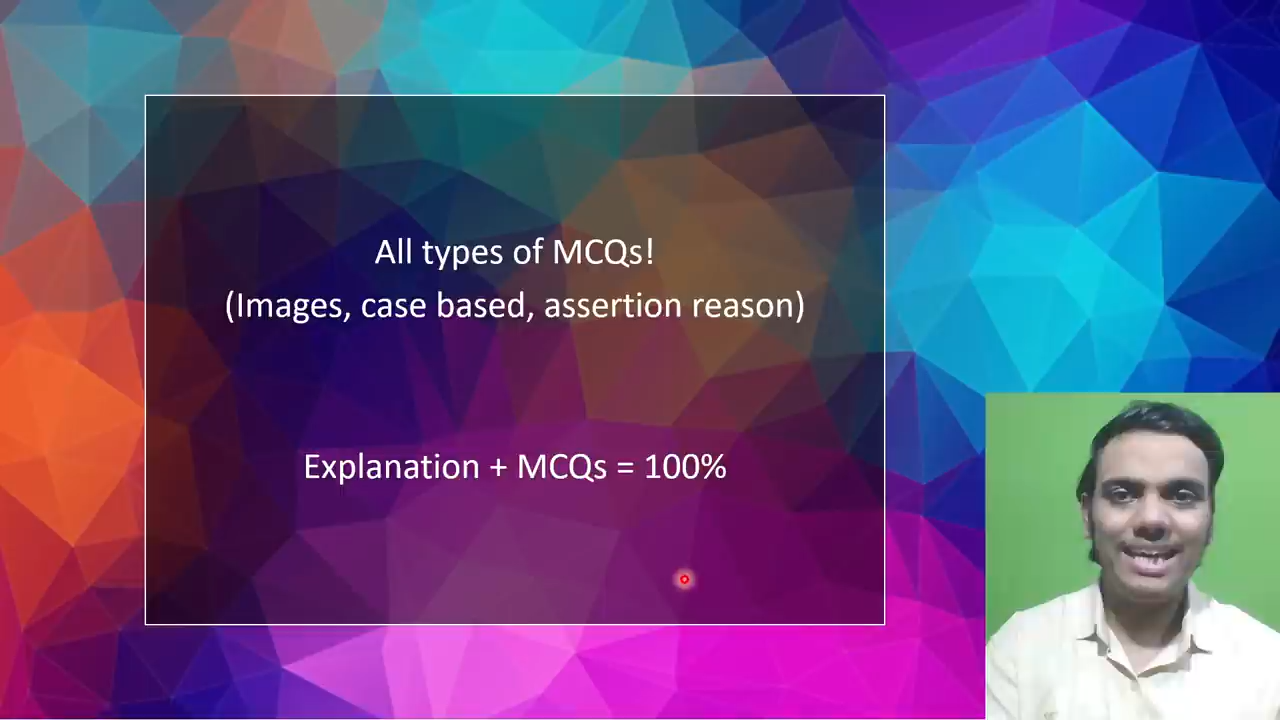 All types of MCQs!
(Images, case based, assertion reason)
Explanation + MCQs = 100%